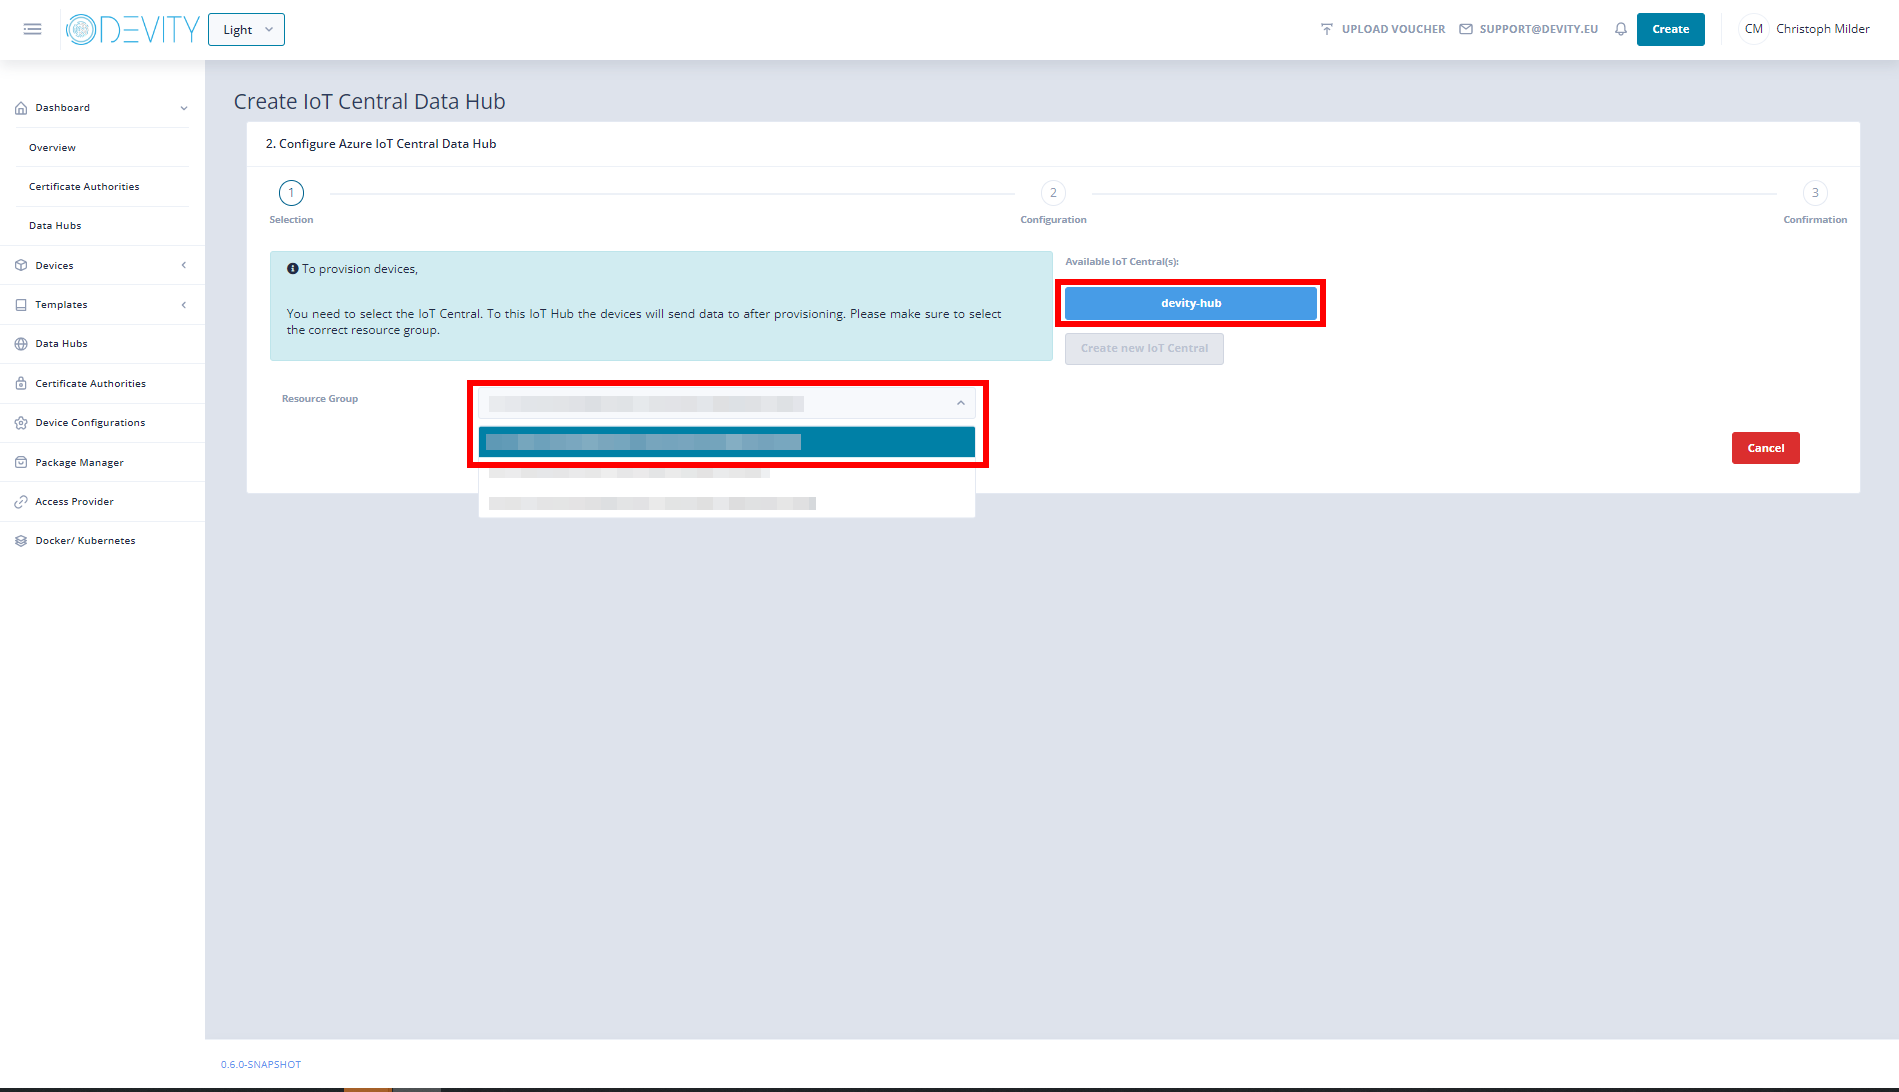 DEVITY
Light
UPLOAD VOUCHER
SUPPORT@DEVITY.EU
Create
CM
Christoph Milder
Dashboard
Overview
Certificate Authorities
Data Hubs
Devices
Templates
Data Hubs
Certificate Authorities
Device Configurations
Package Manager
Access Provider
Docker/ Kubernetes
Create IoT Central Data Hub
2. Configure Azure IoT Central Data Hub
1
2
3
Selection
Configuration
Confirmation
To provision devices,
You need to select the IoT Central. To this IoT Hub the devices will send data to after provisioning. Please make sure to select
the correct resource group.
Available IoT Central(s):
devity-hub
Create new IoT Central
Resource Group
Cancel
0.6.0-SNAPSHOT